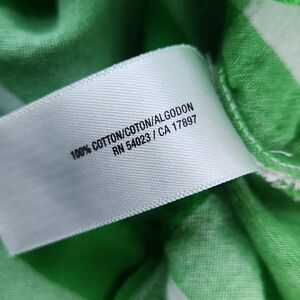 100% COTTON/COTON/ALGODON
RN 54023 / CA 17897